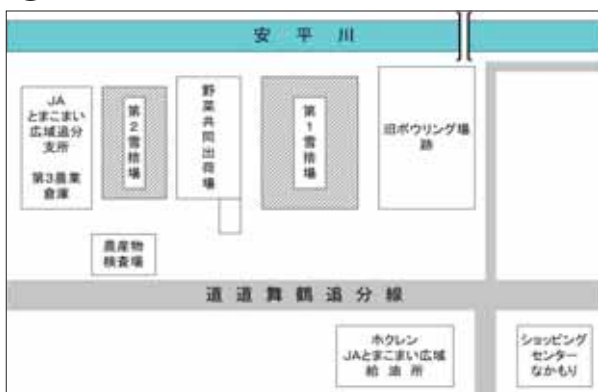 安平川
JA
とまこまい
広域追分
支所
第3農業
倉庫
第2雪捨場
野菜共同出荷場
第1雪捨場
旧ボウリング場
跡
農産物
検査場
道道舞鶴追分線
ホクレン
JAとまこまい広域
給油所
ショッピング
センター
なかもり